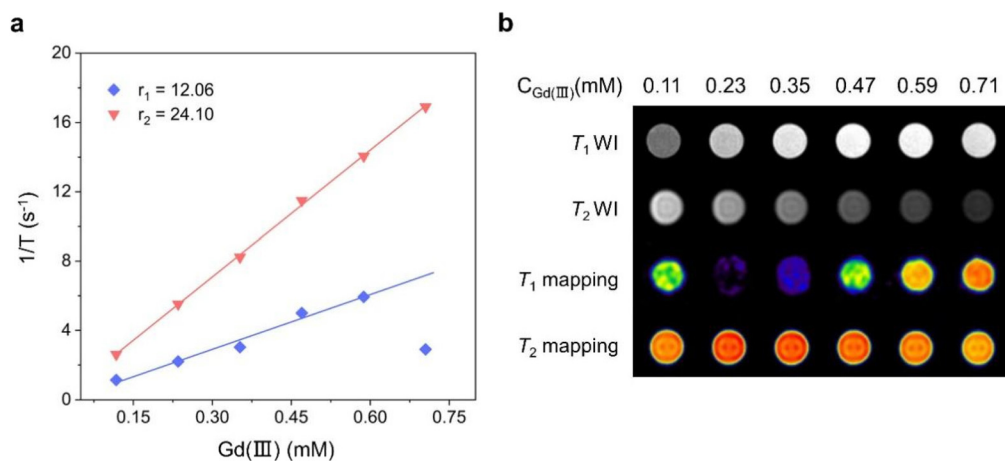 a
20
16
12
8
4
0
1/T (s⁻¹)
r₁ = 12.06
r₂ = 24.10
0.15 0.30 0.45 0.60 0.75
Gd(Ⅲ) (mM)
b
C_Gd(Ⅲ)(mM) 0.11 0.23 0.35 0.47 0.59 0.71
T₁ WI
T₂ WI
T₁ mapping
T₂ mapping